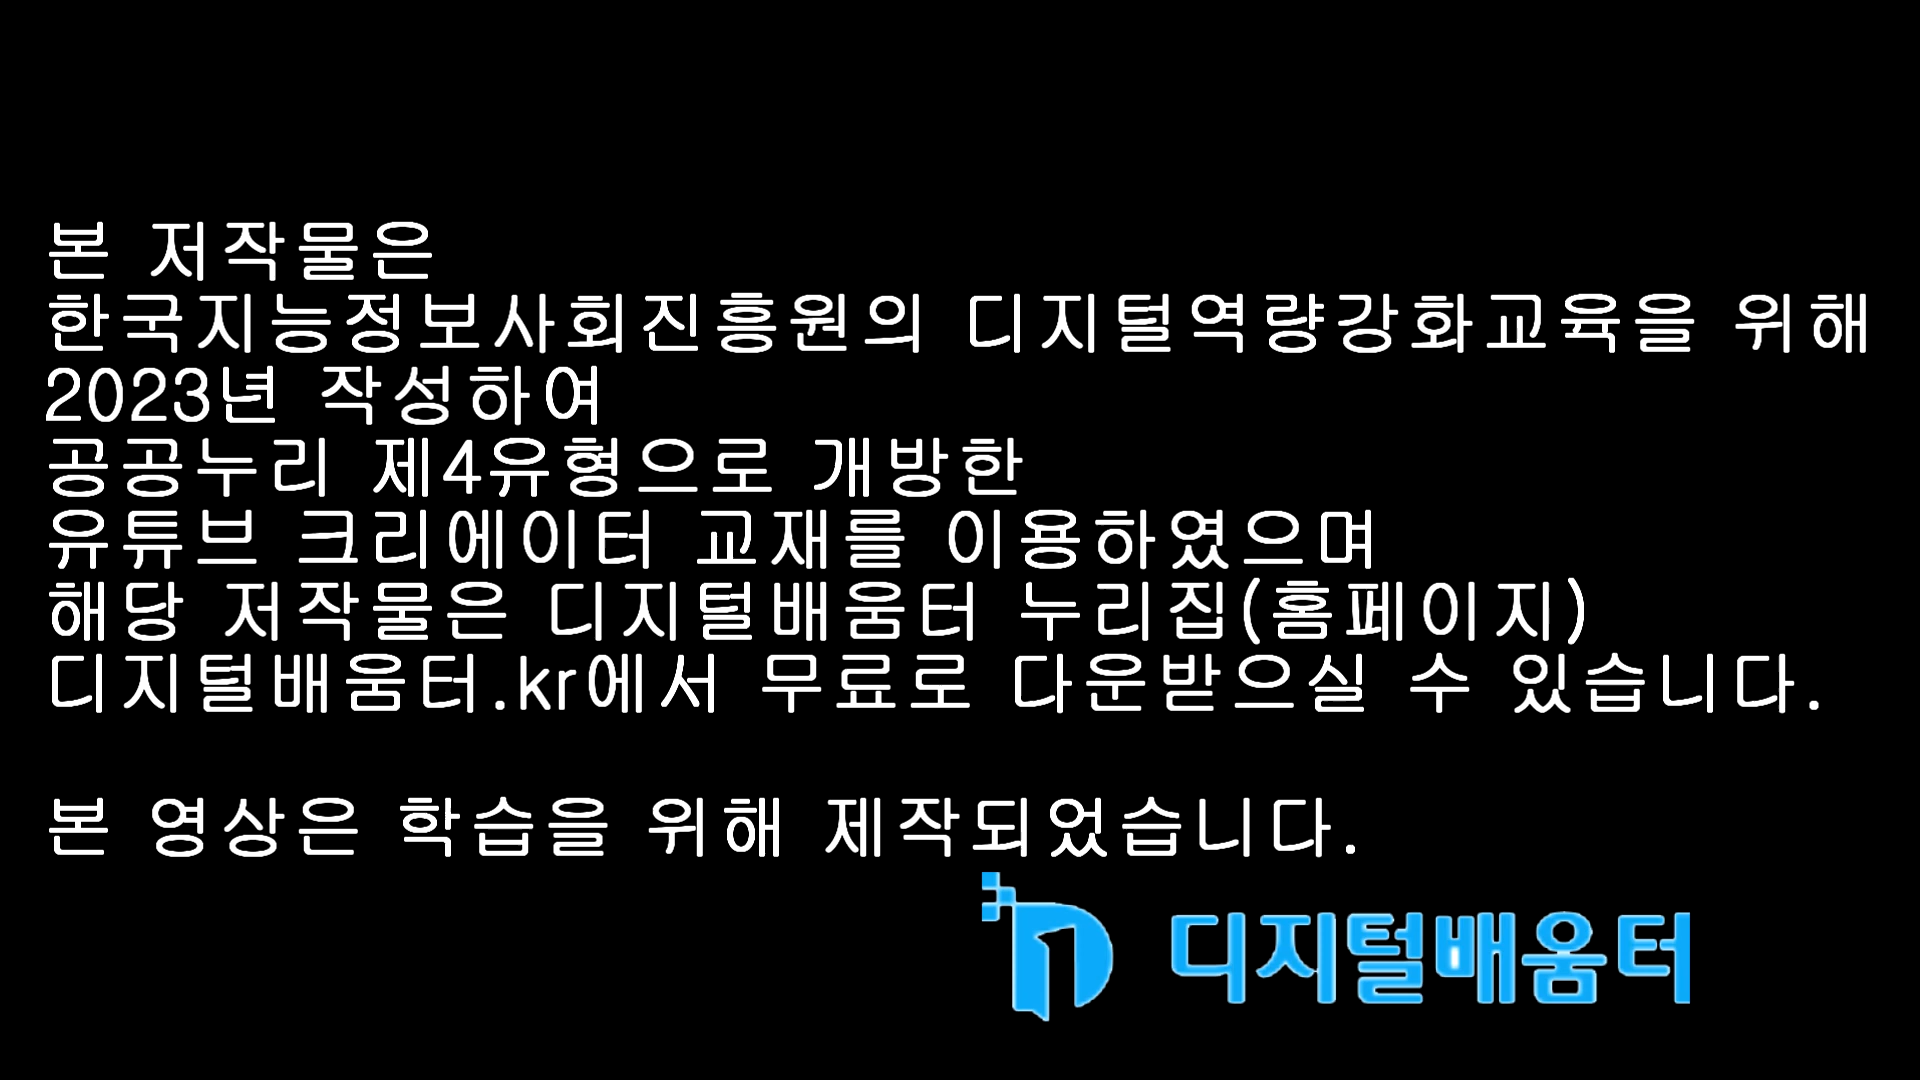 본 저작물은
한국지능정보사회진흥원의 디지털역량강화교육을 위해
2023년 작성하여
공공누리 제4유형으로 개방한
유튜브 크리에이터 교재를 이용하였으며
해당 저작물은 디지털배움터 누리집(홈페이지)
디지털배움터.kr에서 무료로 다운받으실 수 있습니다.
본 영상은 학습을 위해 제작되었습니다.
디지털배움터